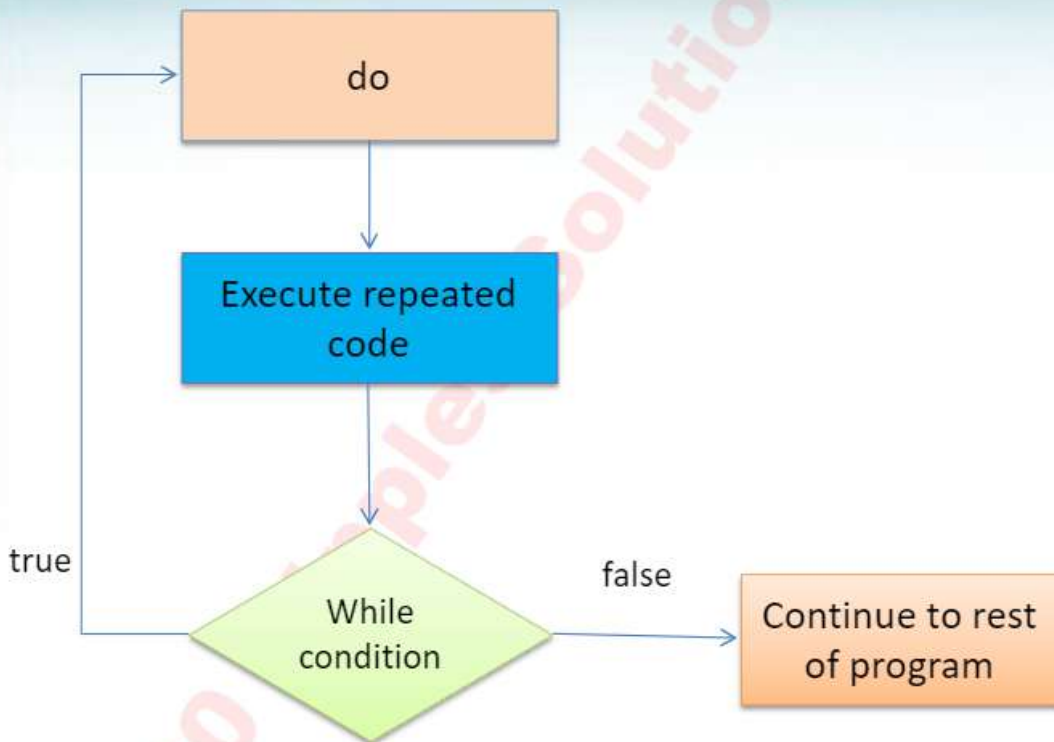 do
Execute repeated
code
true
While
condition
false
Continue to rest
of program